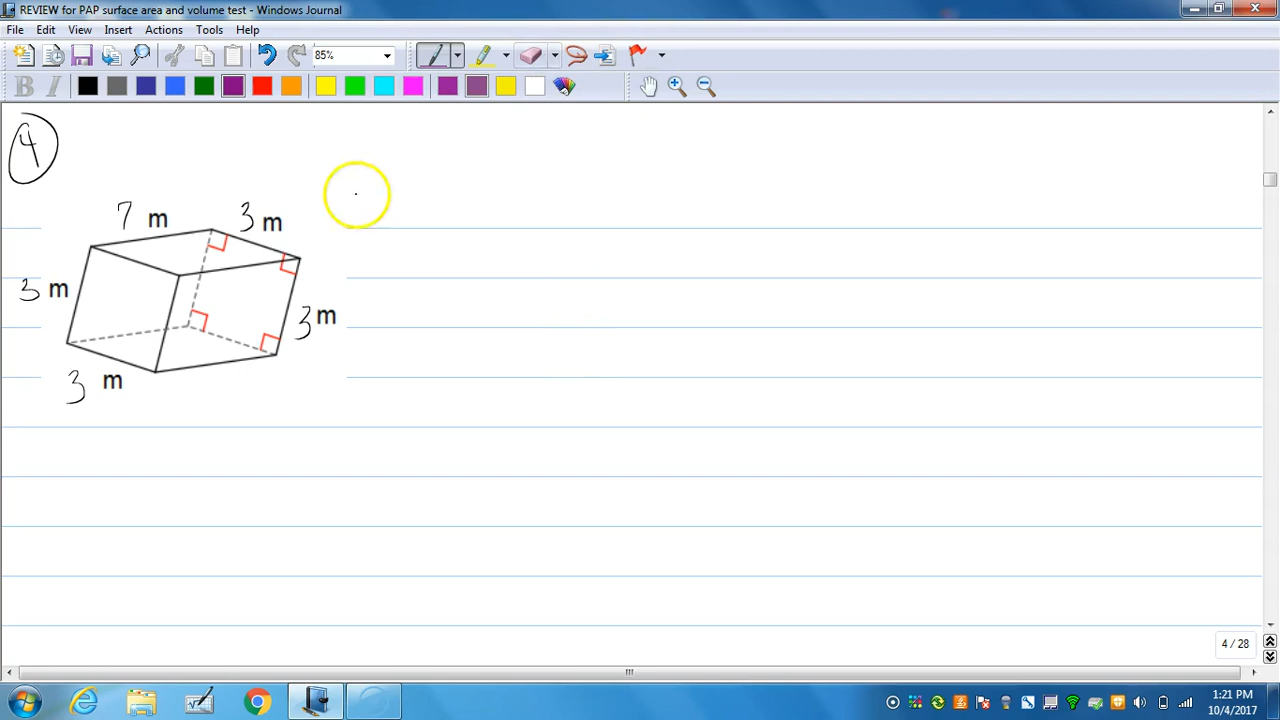 REVIEW for PAP surface area and volume test - Windows Journal
File Edit View Insert Actions Tools Help
85%
B I
4
7 m 3 m
3 m
3 m
3 m
4 / 28
1:21 PM
10/4/2017